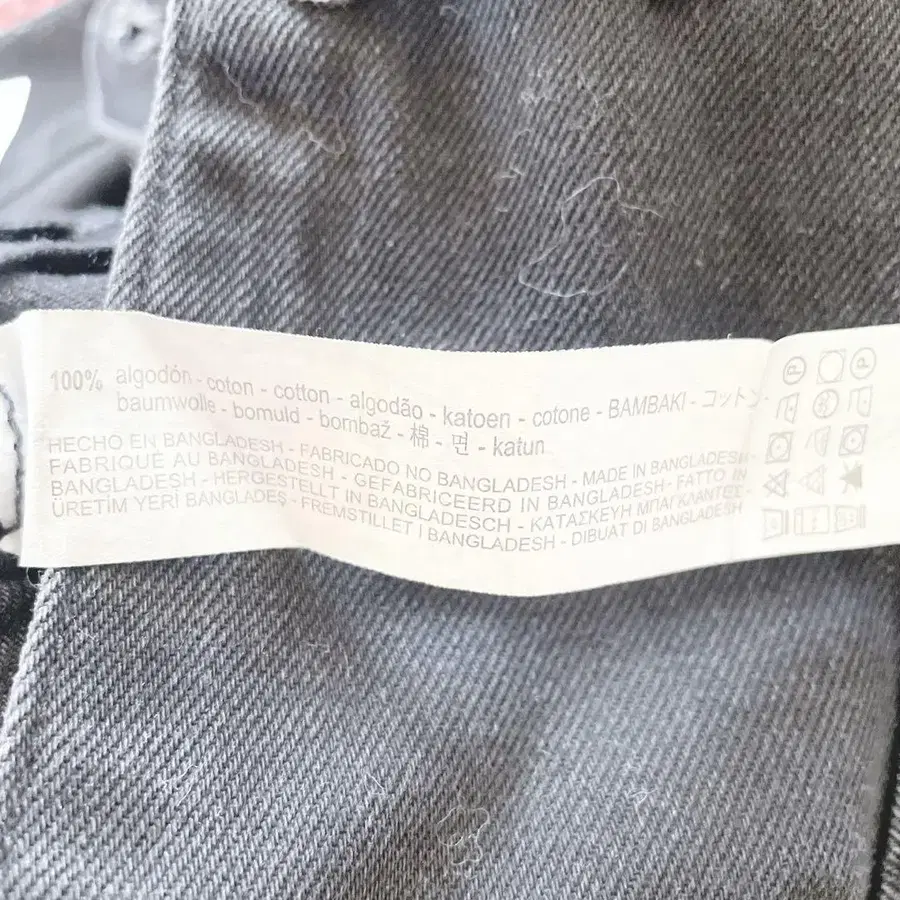 100% algodón - coton - cotton - algodão - katoen - cotone - BAMBAKI - コットン -
baumwolle - bomuld - bombaž - 棉 - 면 - katun
HECHO EN BANGLADESH - FABRICADO NO BANGLADESH - MADE IN BANGLADESH -
FABRIQUÉ AU BANGLADESH - GEFABRICEERD IN BANGLADESH - FATTO IN
BANGLADESH - HERGESTELLT IN BANGLADESCH - ΚΑΤΑΣΚΕΥΗ ΜΠΑΓΚΛΑΝΤΕΣ -
ÜRETİM YERİ BANGLADEŞ - FREMSTILLET I BANGLADESH - DIBUAT DI BANGLADESH
P P